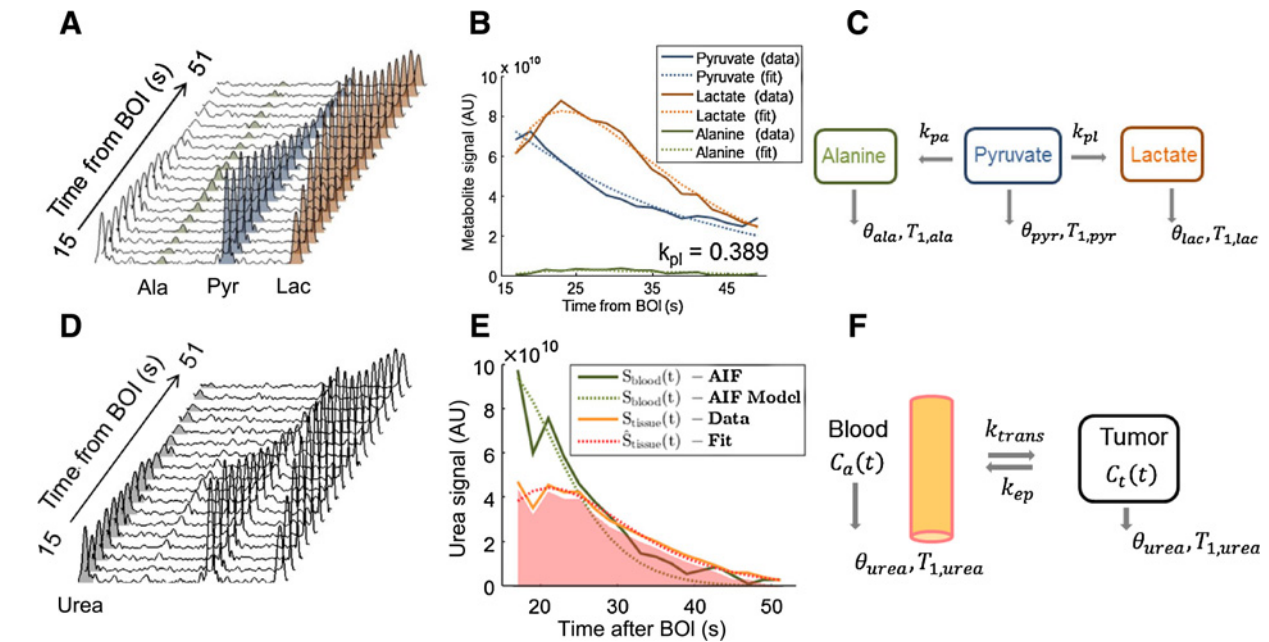 A
Time from BOI (s)
51
15
Ala
Pyr
Lac
B
× 10¹⁰
Metabolite signal (AU)
10
8
6
4
2
0
Pyruvate (data)
Pyruvate (fit)
Lactate (data)
Lactate (fit)
Alanine (data)
Alanine (fit)
k_pl = 0.389
15
25
35
45
Time from BOI (s)
C
Alanine
k_pa
Pyruvate
k_pl
Lactate
θ_ala, T_1,ala
θ_pyr, T_1,pyr
θ_lac, T_1,lac
D
Time from BOI (s)
51
15
Urea
E
×10¹⁰
Urea signal (AU)
10
8
6
4
2
0
S_blood(t) – AIF
S_blood(t) – AIF Model
S_tissue(t) – Data
Ŝ_tissue(t) – Fit
20
30
40
50
Time after BOI (s)
F
Blood
C_a(t)
k_trans
k_ep
Tumor
C_t(t)
θ_urea, T_1,urea
θ_urea, T_1,urea